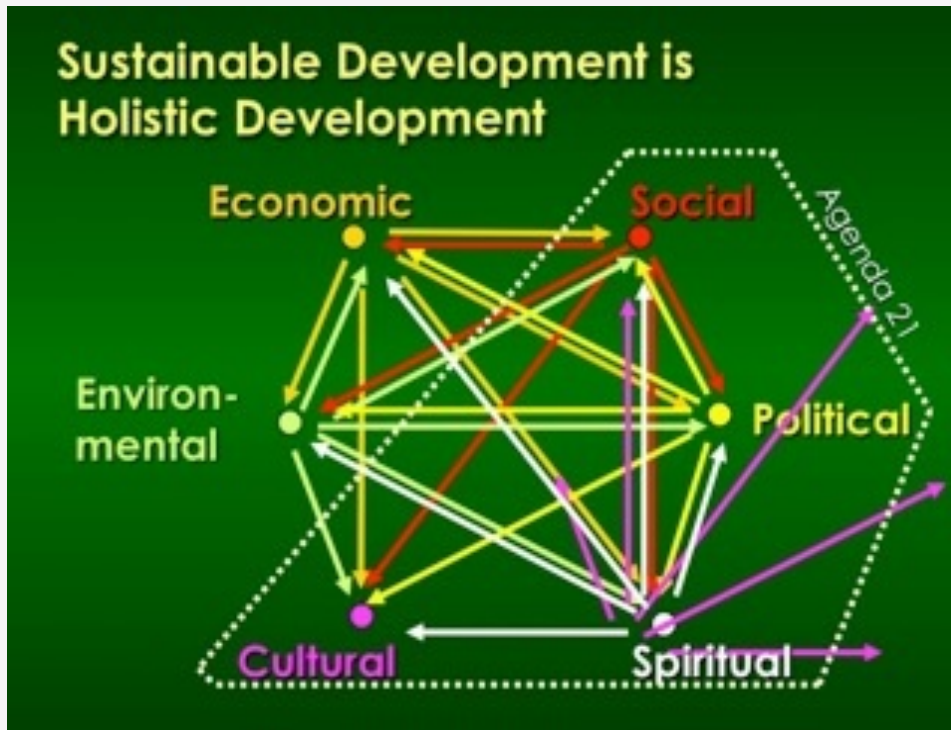 Sustainable Development is
Holistic Development
Economic
Social
Agenda 21
Environ-
mental
Political
Cultural
Spiritual